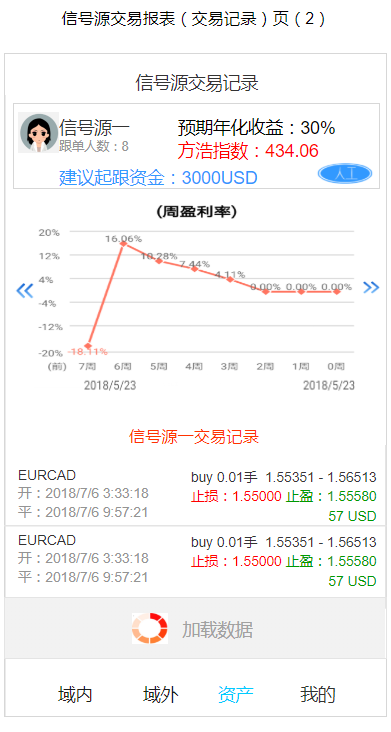 信号源交易报表（交易记录）页（2）
信号源交易记录
信号源一
预期年化收益：30%
跟单人数：8
方浩指数：434.06
建议起跟资金：3000USD
人工
(周盈利率)
20%
12%
4%
-4%
-12%
-20%
-18.11%
16.06%
10.28%
7.44%
4.11%
0.00%
0.00%
0.00%
(前) 7周 6周 5周 4周 3周 2周 1周 0周
2018/5/23 2018/5/23
信号源一交易记录
EURCAD buy 0.01手 1.55351 - 1.56513
开：2018/7/6 3:33:18 止损：1.55000 止盈：1.55580
平：2018/7/6 9:57:21 57 USD
EURCAD buy 0.01手 1.55351 - 1.56513
开：2018/7/6 3:33:18 止损：1.55000 止盈：1.55580
平：2018/7/6 9:57:21 57 USD
加载数据
域内 域外 资产 我的